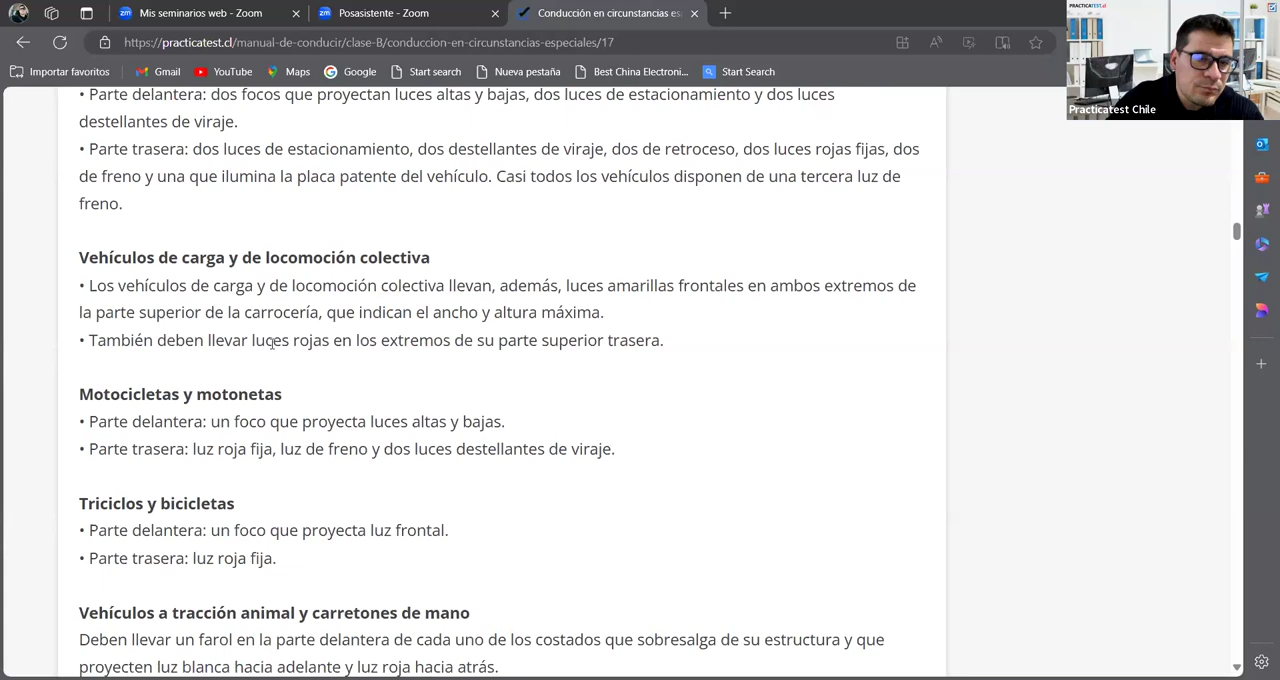 Mis seminarios web - Zoom
Posasistente - Zoom
Conducción en circunstancias es
https://practicatest.cl/manual-de-conducir/clase-B/conduccion-en-circunstancias-especiales/17
Importar favoritos
Gmail
YouTube
Maps
Google
Start search
Nueva pestaña
Best China Electroni...
Start Search
PRACTICATEST.cl
Practicatest Chile
• Parte delantera: dos focos que proyectan luces altas y bajas, dos luces de estacionamiento y dos luces
destellantes de viraje.
• Parte trasera: dos luces de estacionamiento, dos destellantes de viraje, dos de retroceso, dos luces rojas fijas, dos
de freno y una que ilumina la placa patente del vehículo. Casi todos los vehículos disponen de una tercera luz de
freno.
Vehículos de carga y de locomoción colectiva
• Los vehículos de carga y de locomoción colectiva llevan, además, luces amarillas frontales en ambos extremos de
la parte superior de la carrocería, que indican el ancho y altura máxima.
• También deben llevar luces rojas en los extremos de su parte superior trasera.
Motocicletas y motonetas
• Parte delantera: un foco que proyecta luces altas y bajas.
• Parte trasera: luz roja fija, luz de freno y dos luces destellantes de viraje.
Triciclos y bicicletas
• Parte delantera: un foco que proyecta luz frontal.
• Parte trasera: luz roja fija.
Vehículos a tracción animal y carretones de mano
Deben llevar un farol en la parte delantera de cada uno de los costados que sobresalga de su estructura y que
proyecten luz blanca hacia adelante y luz roja hacia atrás.